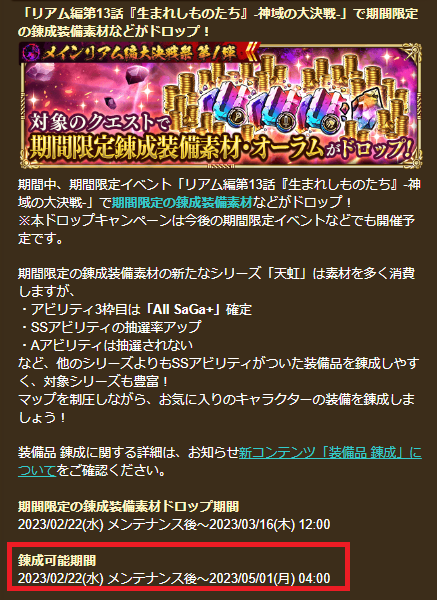 「リアム編第13話『生まれしものたち』-神域の大決戦-」で期間限定
の錬成装備素材などがドロップ！
メインリアム編大決戦祭 第1弾
対象のクエストで
期間限定錬成装備素材・オーラムがドロップ!!
期間中、期間限定イベント「リアム編第13話『生まれしものたち』-神
域の大決戦-」で期間限定の錬成装備素材などがドロップ！
※本ドロップキャンペーンは今後の期間限定イベントなどでも開催予
定です。
期間限定の錬成装備素材の新たなシリーズ「天虹」は素材を多く消費
しますが、
・アビリティ3枠目は「All SaGa+」確定
・SSアビリティの抽選率アップ
・Aアビリティは抽選されない
など、他のシリーズよりもSSアビリティがついた装備品を錬成しやす
く、対象シリーズも豊富！
マップを制圧しながら、お気に入りのキャラクターの装備を錬成しま
しょう！
装備品 錬成に関する詳細は、お知らせ新コンテンツ「装備品 錬成」に
ついてをご確認ください。
期間限定の錬成装備素材ドロップ期間
2023/02/22(水) メンテナンス後～2023/03/16(木) 12:00
錬成可能期間
2023/02/22(水) メンテナンス後～2023/05/01(月) 04:00